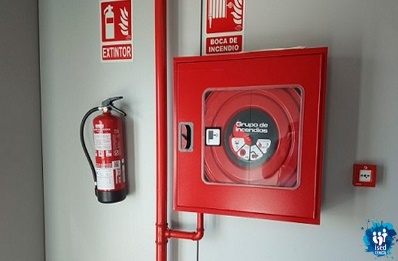 EXTINTOR
BOCA DE
INCENDIO
Grupo de
incendios
ised